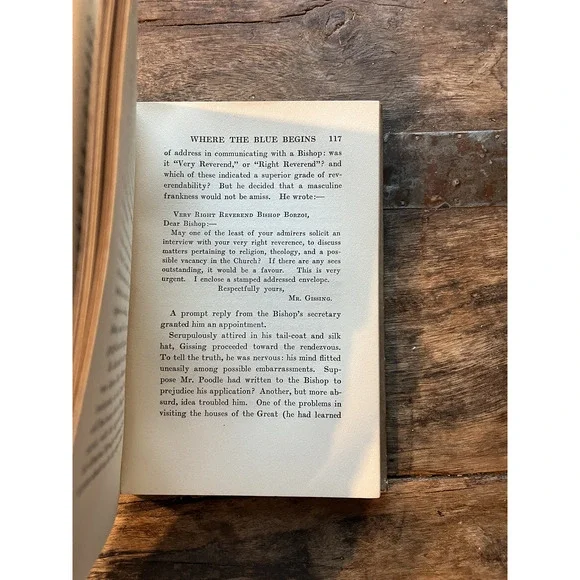 WHERE THE BLUE BEGINS 117
of address in communicating with a Bishop: was
it "Very Reverend," or "Right Reverend"? and
which of these indicated a superior grade of rev-
erendability? But he decided that a masculine
frankness would not be amiss. He wrote:—
VERY RIGHT REVEREND BISHOP BORZOI,
Dear Bishop:—
May one of the least of your admirers solicit an
interview with your very right reverence, to discuss
matters pertaining to religion, theology, and a pos-
sible vacancy in the Church? If there are any sees
outstanding, it would be a favour. This is very
urgent. I enclose a stamped addressed envelope.
Respectfully yours,
MR. GISSING.
A prompt reply from the Bishop's secretary
granted him an appointment.
Scrupulously attired in his tail-coat and silk
hat, Gissing proceeded toward the rendezvous.
To tell the truth, he was nervous: his mind flitted
uneasily among possible embarrassments. Sup-
pose Mr. Poodle had written to the Bishop to
prejudice his application? Another, but more ab-
surd, idea troubled him. One of the problems in
visiting the houses of the Great (he had learned